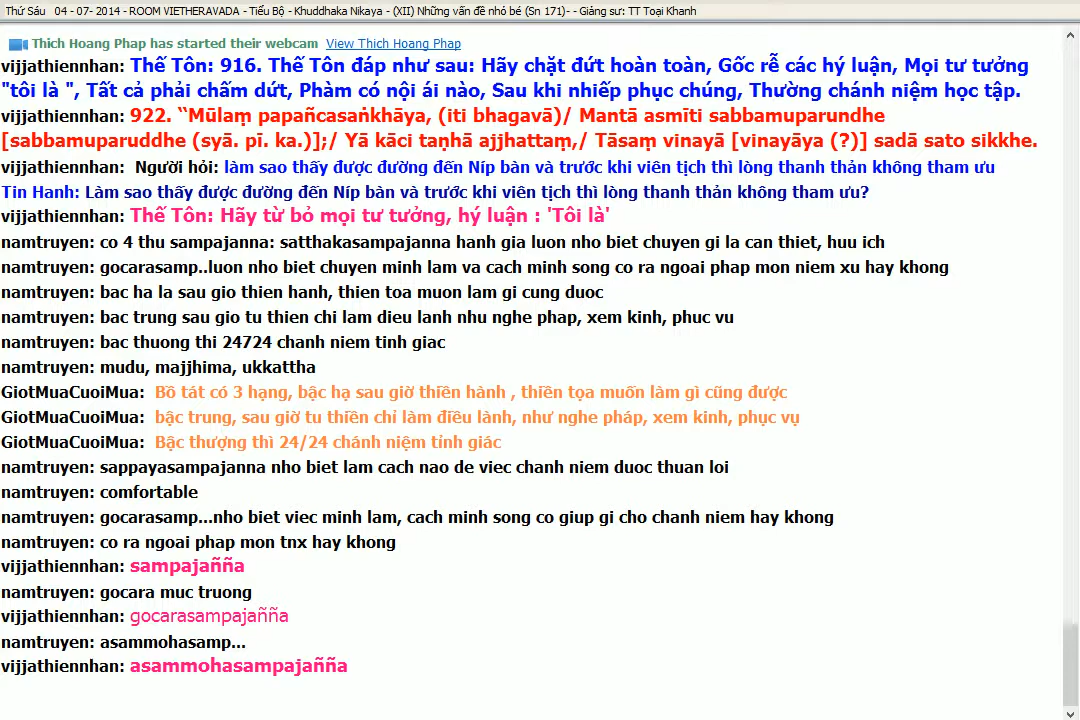 Thứ Sáu   04 - 07- 2014 - ROOM VIETHERAVADA - Tiểu Bộ - Khuddhaka Nikaya - (XII) Những vấn đề nhỏ bé (Sn 171)- - Giảng sư: TT Toại Khanh
Thich Hoang Phap has started their webcam  View Thich Hoang Phap
vijjathiennhan: Thế Tôn: 916. Thế Tôn đáp như sau: Hãy chặt đứt hoàn toàn, Gốc rễ các hý luận, Mọi tư tưởng
"tôi là ", Tất cả phải chấm dứt, Phàm có nội ái nào, Sau khi nhiếp phục chúng, Thường chánh niệm học tập.
vijjathiennhan: 922. “Mūlaṃ papañcasaṅkhāya, (iti bhagavā)/ Mantā asmīti sabbamuparundhe
[sabbamuparuddhe (syā. pī. ka.)];/ Yā kāci taṇhā ajjhattaṃ,/ Tāsaṃ vinayā [vinayāya (?)] sadā sato sikkhe.
vijjathiennhan:  Người hỏi: làm sao thấy được đường đến Níp bàn và trước khi viên tịch thì lòng thanh thản không tham ưu
Tin Hanh: Làm sao thấy được đường đến Níp bàn và trước khi viên tịch thì lòng thanh thản không tham ưu?
vijjathiennhan: Thế Tôn: Hãy từ bỏ mọi tư tưởng, hý luận : 'Tôi là'
namtruyen: co 4 thu sampajanna: satthakasampajanna hanh gia luon nho biet chuyen gi la can thiet, huu ich
namtruyen: gocarasamp..luon nho biet chuyen minh lam va cach minh song co ra ngoai phap mon niem xu hay khong
namtruyen: bac ha la sau gio thien hanh, thien toa muon lam gi cung duoc
namtruyen: bac trung sau gio tu thien chi lam dieu lanh nhu nghe phap, xem kinh, phuc vu
namtruyen: bac thuong thi 24724 chanh niem tinh giac
namtruyen: mudu, majjhima, ukkattha
GiotMuaCuoiMua:  Bồ tát có 3 hạng, bậc hạ sau giờ thiền hành , thiền tọa muốn làm gì cũng được
GiotMuaCuoiMua:  bậc trung, sau giờ tu thiền chỉ làm điều lành, như nghe pháp, xem kinh, phục vụ
GiotMuaCuoiMua:  Bậc thượng thì 24/24 chánh niệm tỉnh giác
namtruyen: sappayasampajanna nho biet lam cach nao de viec chanh niem duoc thuan loi
namtruyen: comfortable
namtruyen: gocarasamp...nho biet viec minh lam, cach minh song co giup gi cho chanh niem hay khong
namtruyen: co ra ngoai phap mon tnx hay khong
vijjathiennhan: sampajañña
namtruyen: gocara muc truong
vijjathiennhan: gocarasampajañña
namtruyen: asammohasamp...
vijjathiennhan: asammohasampajañña